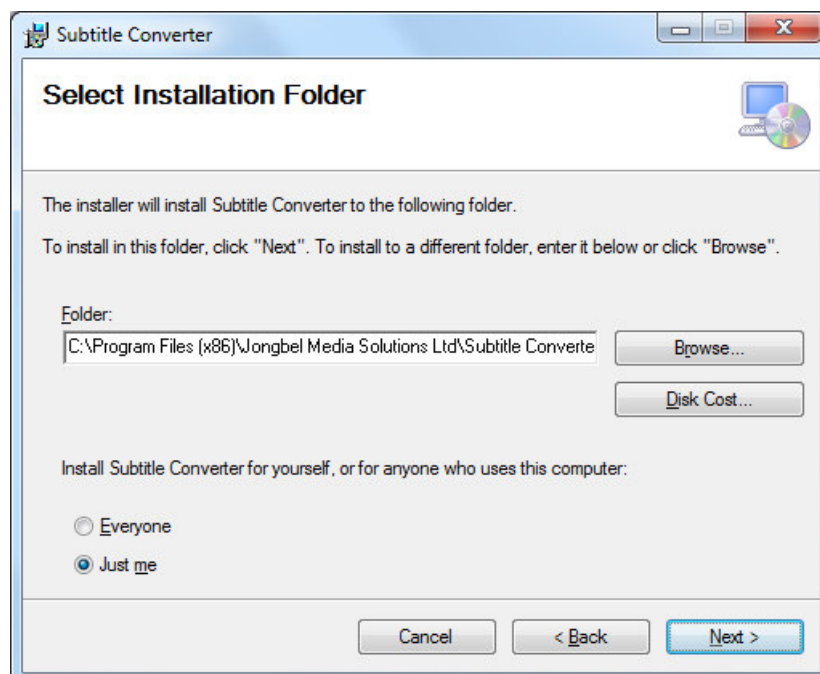 Subtitle Converter
Select Installation Folder
The installer will install Subtitle Converter to the following folder.
To install in this folder, click "Next". To install to a different folder, enter it below or click "Browse".
Folder:
C:\Program Files (x86)\Jongbel Media Solutions Ltd\Subtitle Converte
Browse...
Disk Cost...
Install Subtitle Converter for yourself, or for anyone who uses this computer:
Everyone
Just me
Cancel
< Back
Next >